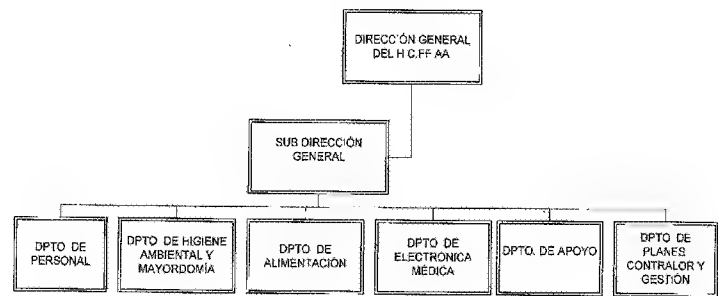 DIRECCIÓN GENERAL
DEL H C.FF AA
SUB DIRECCIÓN
GENERAL
DPTO DE
PERSONAL
DPTO DE HIGIENE
AMBIENTAL Y
MAYORDOMÍA
DPTO DE
ALIMENTACIÓN
DPTO DE
ELECTRONICA
MÉDICA
DPTO. DE APOYO
DPTO DE
PLANES
CONTRALOR Y
GESTIÓN